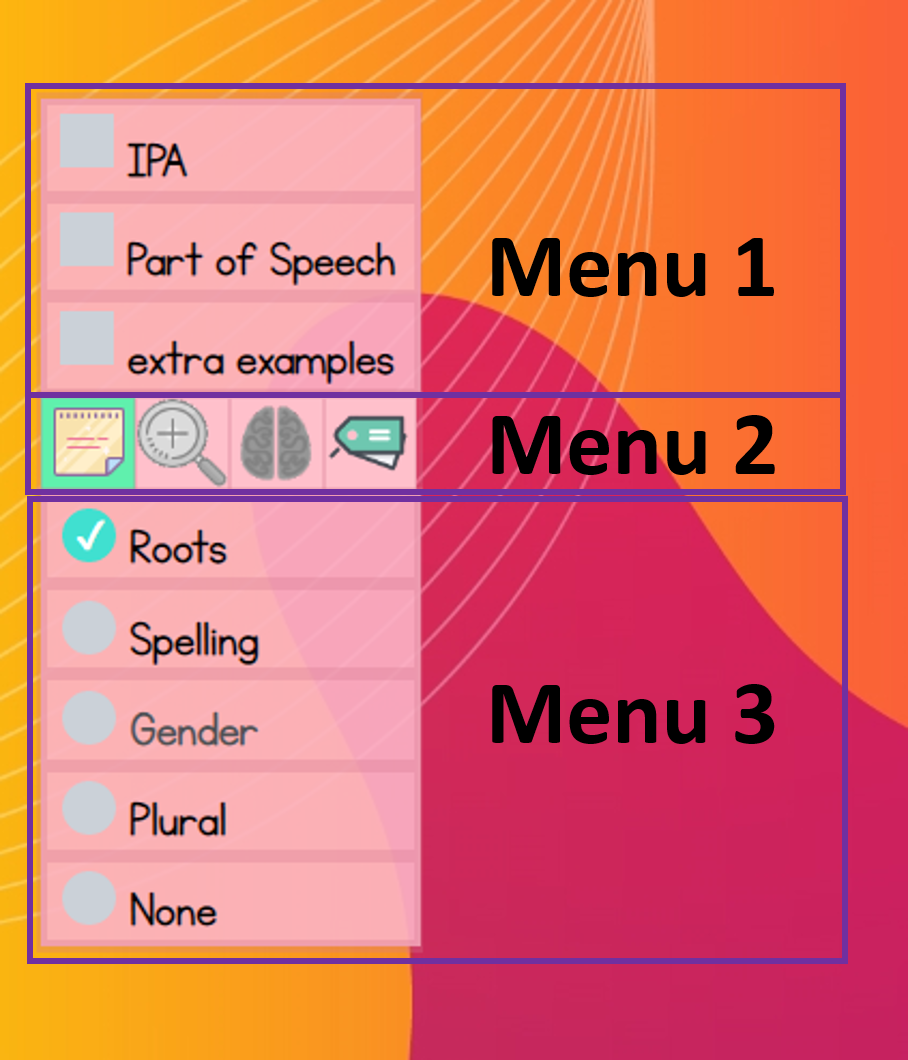 IPA
Part of Speech
extra examples
Menu 1
Menu 2
Roots
Spelling
Gender
Plural
None
Menu 3